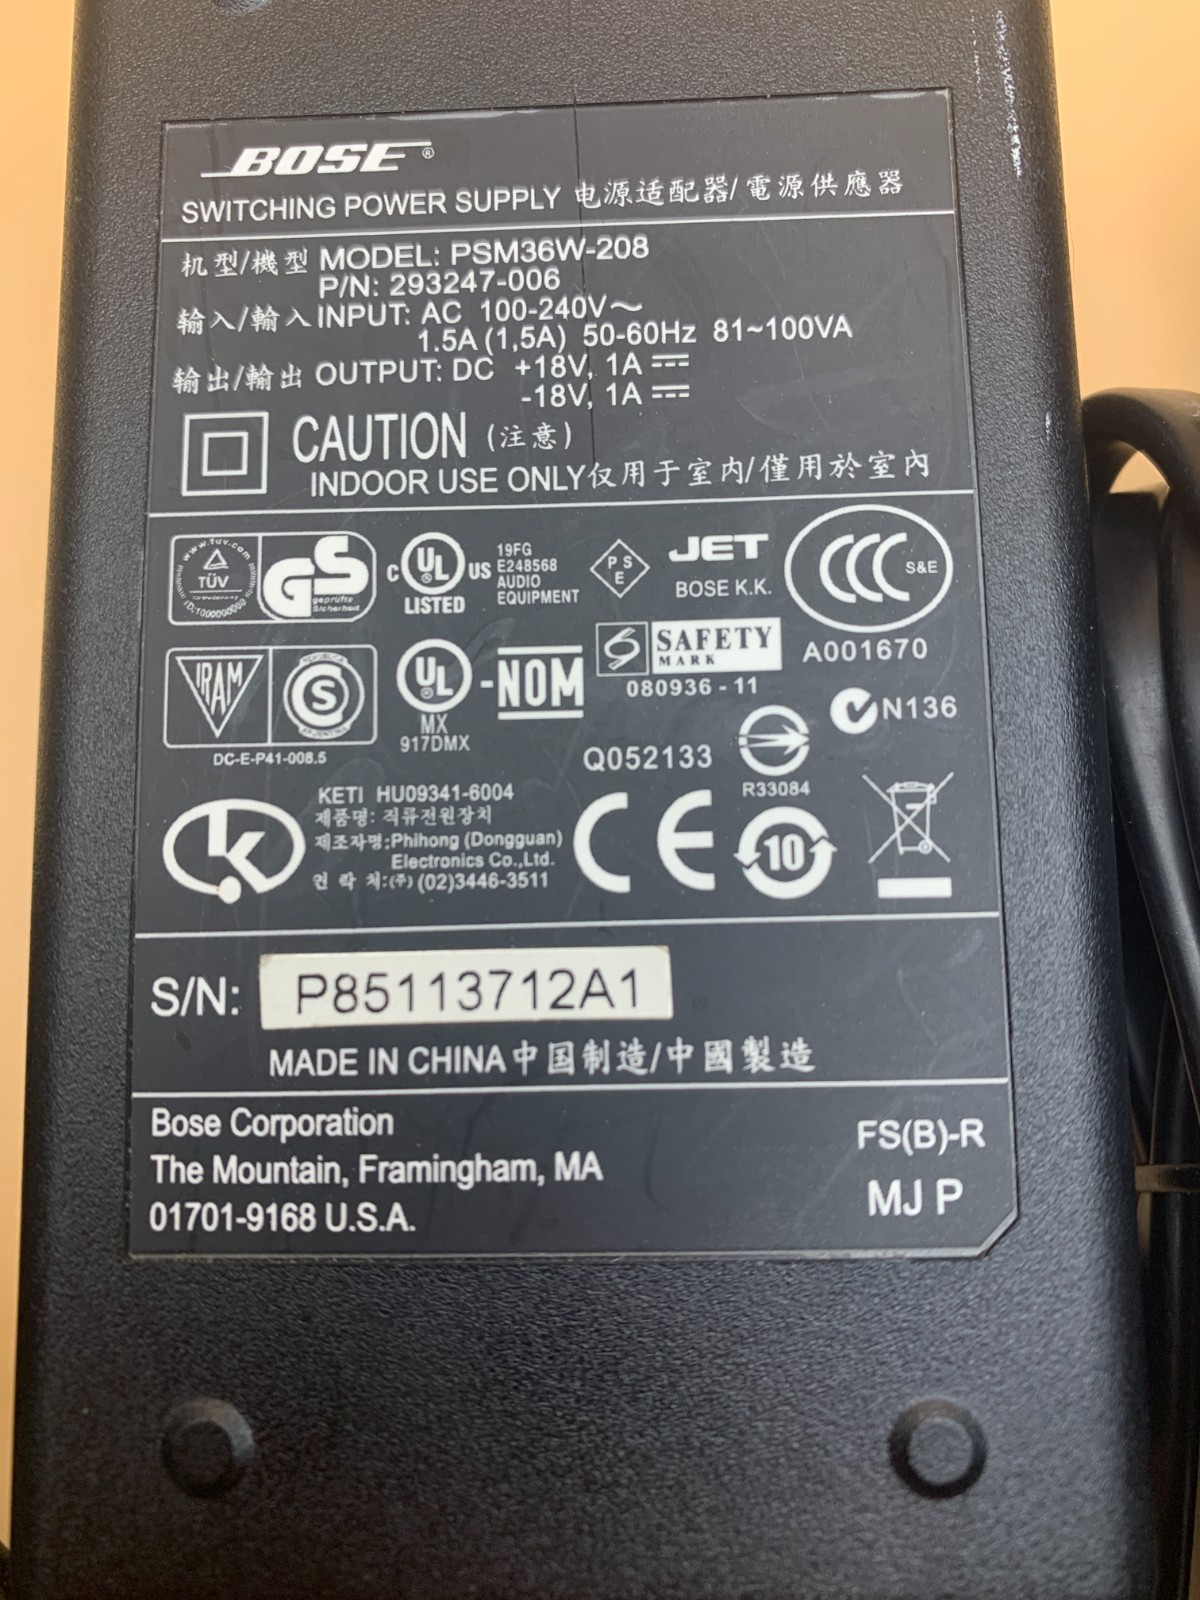 BOSE®
SWITCHING POWER SUPPLY 电源适配器/電源供應器
机型/機型 MODEL: PSM36W-208
P/N: 293247-006
输入/輸入 INPUT: AC 100-240V～
1.5A (1,5A) 50-60Hz 81~100VA
输出/輸出 OUTPUT: DC +18V, 1A
-18V, 1A
CAUTION (注意)
INDOOR USE ONLY 仅用于室内/僅用於室內
www.tuv.com
TÜV
GS
geprüfte
Sicherheit
C UL US
LISTED
19FG
E248568
AUDIO
EQUIPMENT
PSE
JET
BOSE K.K.
CCC S&E
A001670
IRAM
S
DC-E-P41-008.5
UL
MX
917DMX
-NOM
S SAFETY
MARK
080936-11
N136
Q052133
R33084
KETI HU09341-6004
제품명: 직류전원장치
제조자명:Phihong (Dongguan)
Electronics Co.,Ltd.
연 락 처:(주) (02)3446-3511
CE
10
S/N: P85113712A1
MADE IN CHINA 中国制造/中國製造
Bose Corporation
The Mountain, Framingham, MA
01701-9168 U.S.A.
FS(B)-R
MJ P